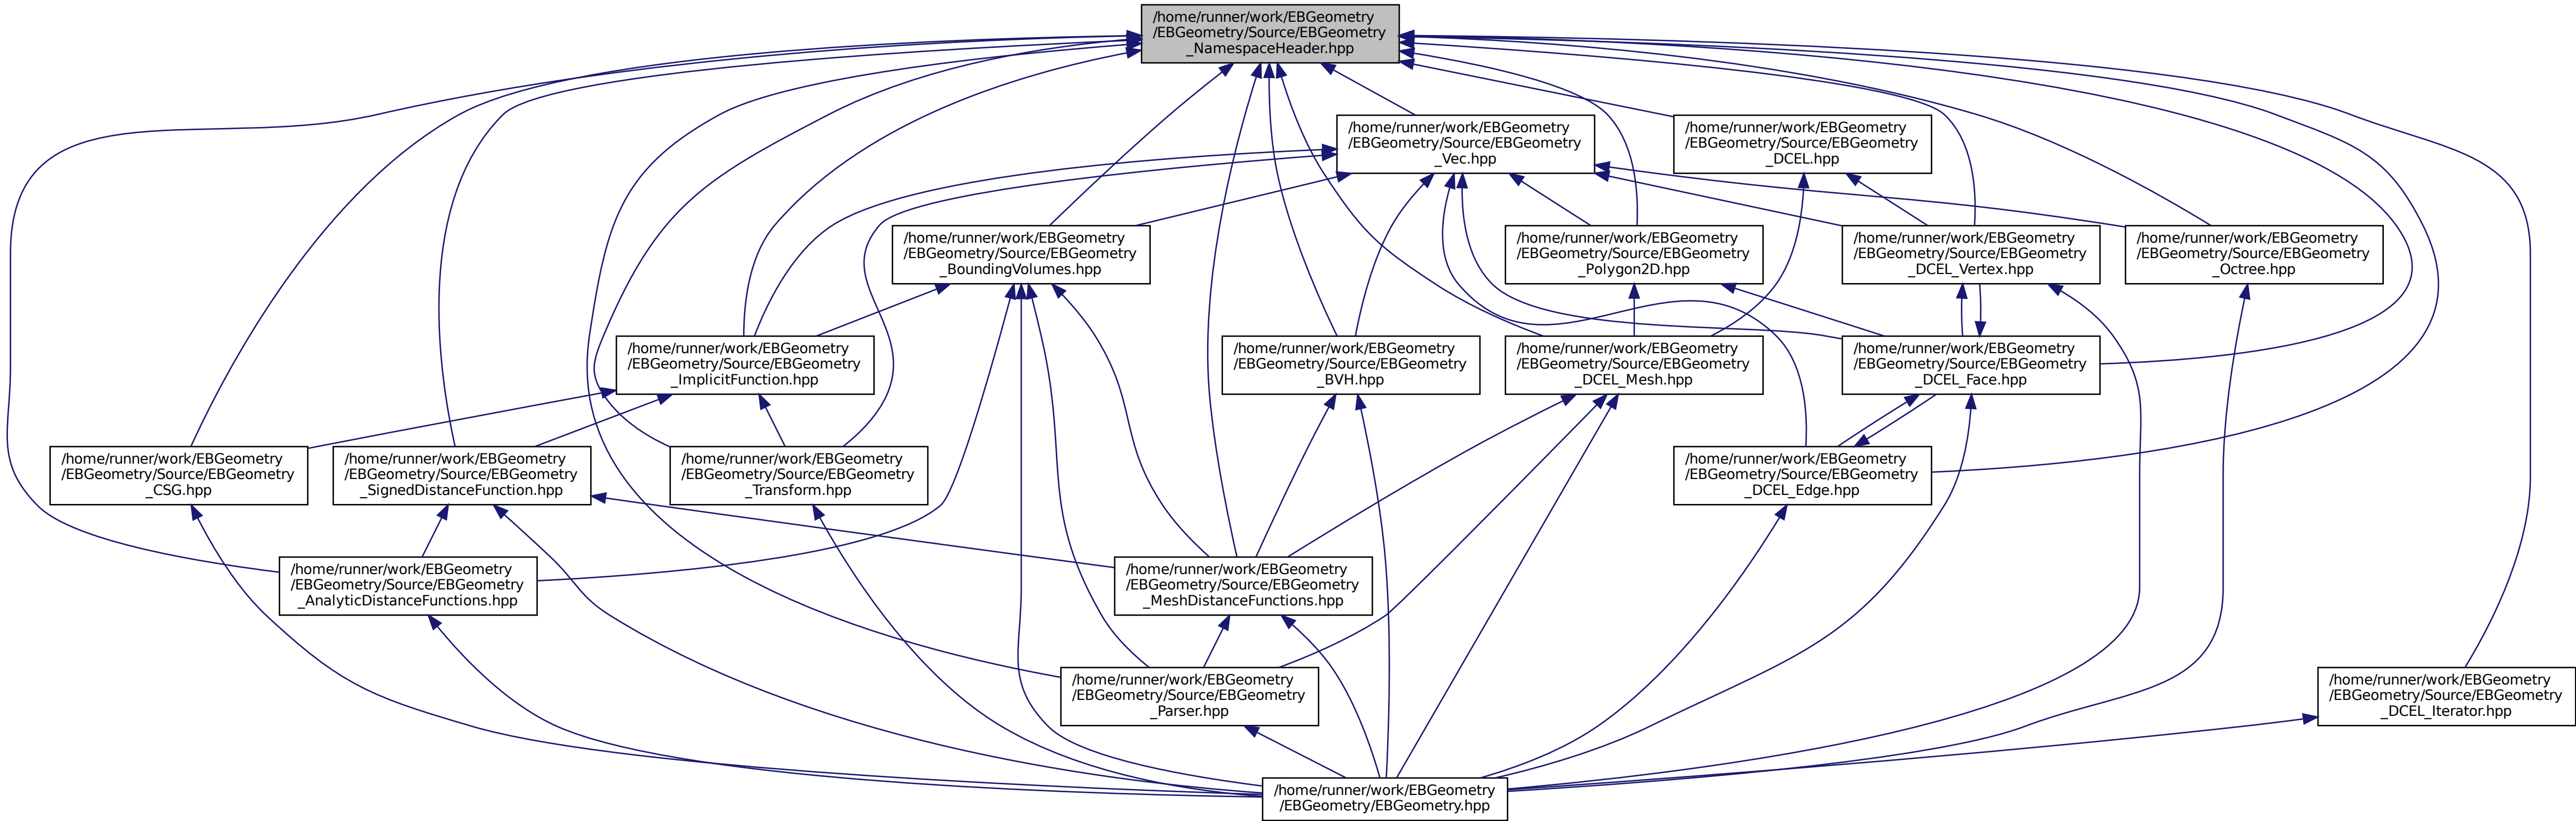 /home/runner/work/EBGeometry
/EBGeometry/Source/EBGeometry
_NamespaceHeader.hpp
/home/runner/work/EBGeometry
/EBGeometry/Source/EBGeometry
_Vec.hpp
/home/runner/work/EBGeometry
/EBGeometry/Source/EBGeometry
_DCEL.hpp
/home/runner/work/EBGeometry
/EBGeometry/Source/EBGeometry
_BoundingVolumes.hpp
/home/runner/work/EBGeometry
/EBGeometry/Source/EBGeometry
_Polygon2D.hpp
/home/runner/work/EBGeometry
/EBGeometry/Source/EBGeometry
_DCEL_Vertex.hpp
/home/runner/work/EBGeometry
/EBGeometry/Source/EBGeometry
_Octree.hpp
/home/runner/work/EBGeometry
/EBGeometry/Source/EBGeometry
_ImplicitFunction.hpp
/home/runner/work/EBGeometry
/EBGeometry/Source/EBGeometry
_BVH.hpp
/home/runner/work/EBGeometry
/EBGeometry/Source/EBGeometry
_DCEL_Mesh.hpp
/home/runner/work/EBGeometry
/EBGeometry/Source/EBGeometry
_DCEL_Face.hpp
/home/runner/work/EBGeometry
/EBGeometry/Source/EBGeometry
_CSG.hpp
/home/runner/work/EBGeometry
/EBGeometry/Source/EBGeometry
_SignedDistanceFunction.hpp
/home/runner/work/EBGeometry
/EBGeometry/Source/EBGeometry
_Transform.hpp
/home/runner/work/EBGeometry
/EBGeometry/Source/EBGeometry
_DCEL_Edge.hpp
/home/runner/work/EBGeometry
/EBGeometry/Source/EBGeometry
_AnalyticDistanceFunctions.hpp
/home/runner/work/EBGeometry
/EBGeometry/Source/EBGeometry
_MeshDistanceFunctions.hpp
/home/runner/work/EBGeometry
/EBGeometry/Source/EBGeometry
_Parser.hpp
/home/runner/work/EBGeometry
/EBGeometry/Source/EBGeometry
_DCEL_Iterator.hpp
/home/runner/work/EBGeometry
/EBGeometry/EBGeometry.hpp